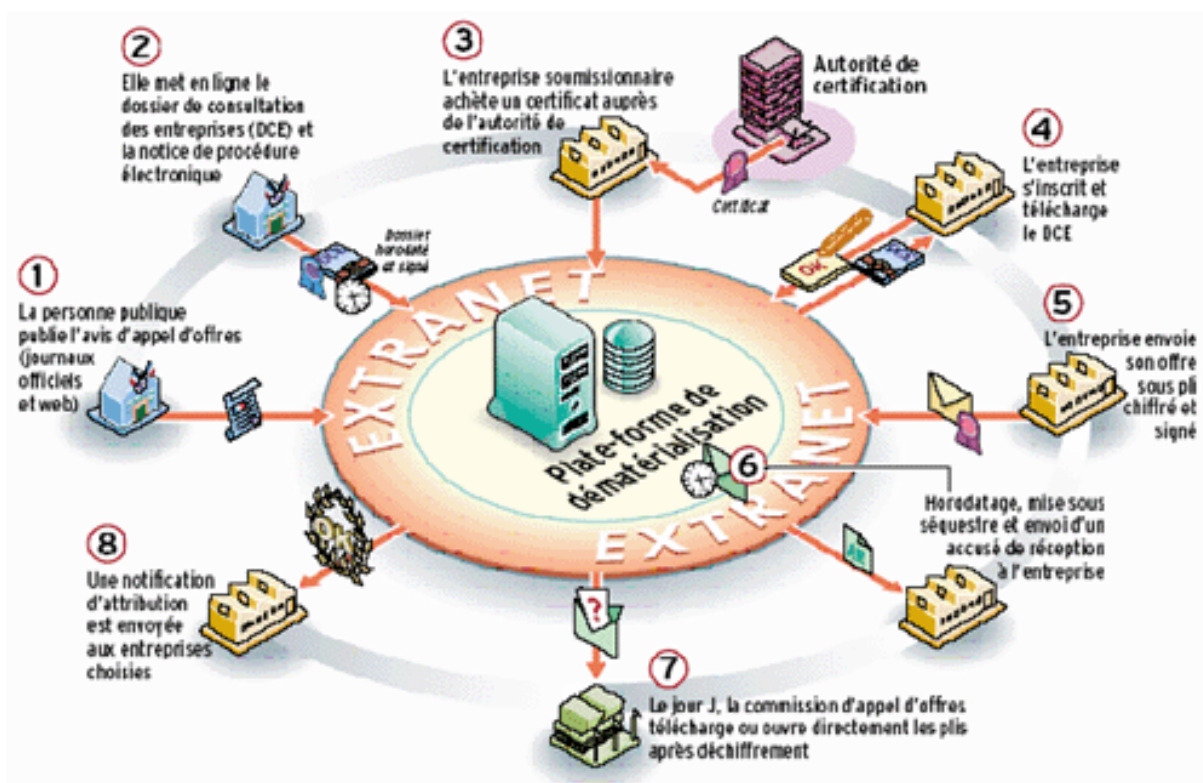 1
La personne publique
publie l'avis d'appel d'offres
(journaux
officiels
et web)
2
Elle met en ligne le
dossier de consultation
des entreprises (DCE) et
la notice de procédure
électronique
Dossier
horodaté
et signé
3
L'entreprise soumissionnaire
achète un certificat auprès
de l'autorité de
certification
Autorité de
certification
Certificat
4
L'entreprise
s'inscrit et
télécharge
le DCE
OK
5
L'entreprise envoie
son offre
sous pli
chiffré et
signé
EXTRANET
EXTRANET
Plate-forme de
dématérialisation
6
Horodatage, mise sous
séquestre et envoi d'un
accusé de réception
à l'entreprise
AR
?
7
Le jour J, la commission d'appel d'offres
télécharge ou ouvre directement les plis
après déchiffrement
OK
8
Une notification
d'attribution
est envoyée
aux entreprises
choisies